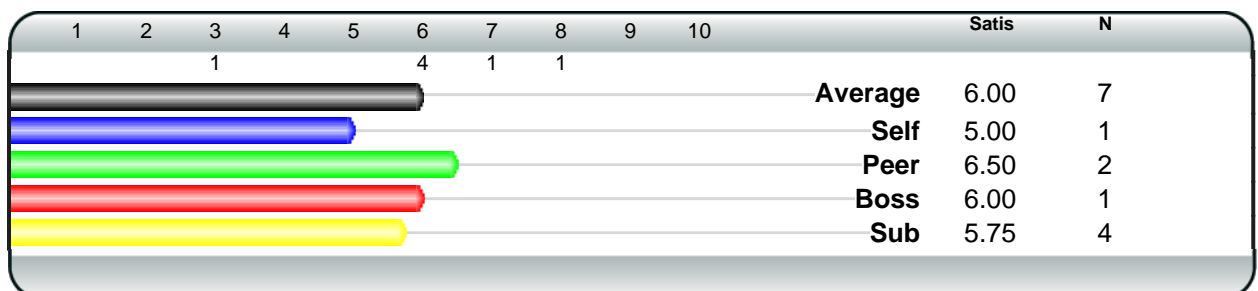 1 2 3 4 5 6 7 8 9 10 Satis N
1 4 1 1
Average 6.00 7
Self 5.00 1
Peer 6.50 2
Boss 6.00 1
Sub 5.75 4